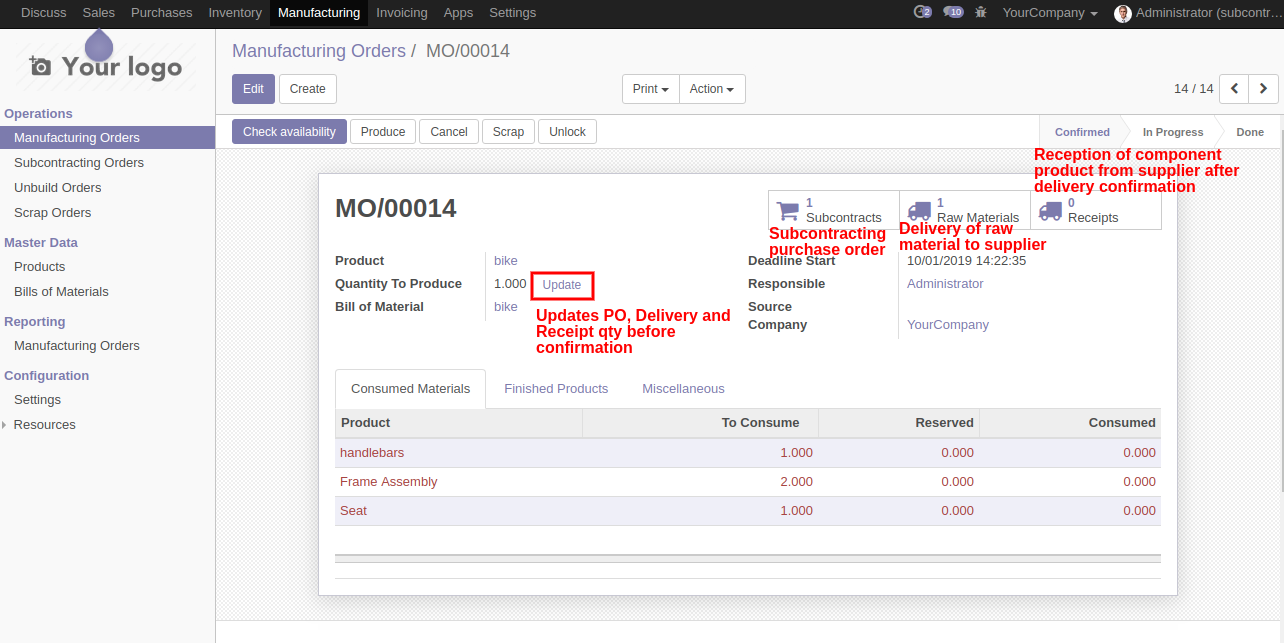 Discuss Sales Purchases Inventory Manufacturing Invoicing Apps Settings 2 10 YourCompany Administrator (subcontr...
Your logo
Manufacturing Orders / MO/00014
Edit Create Print Action 14 / 14
Operations
Manufacturing Orders
Subcontracting Orders
Unbuild Orders
Scrap Orders
Master Data
Products
Bills of Materials
Reporting
Manufacturing Orders
Configuration
Settings
Resources
Check availability Produce Cancel Scrap Unlock Confirmed In Progress Done
Reception of component
product from supplier after
delivery confirmation
MO/00014
1 Subcontracts
1 Raw Materials
0 Receipts
Subcontracting
purchase order
Delivery of raw
material to supplier
Product bike
Quantity To Produce 1.000 Update
Bill of Material bike
Updates PO, Delivery and
Receipt qty before
confirmation
Deadline Start 10/01/2019 14:22:35
Responsible Administrator
Source
Company YourCompany
Consumed Materials Finished Products Miscellaneous
Product To Consume Reserved Consumed
handlebars 1.000 0.000 0.000
Frame Assembly 2.000 0.000 0.000
Seat 1.000 0.000 0.000